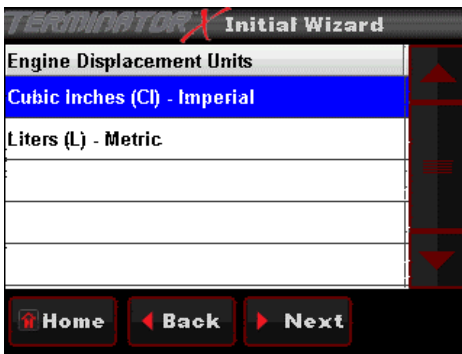 TERMINATOR X Initial Wizard
Engine Displacement Units
Cubic Inches (CI) - Imperial
Liters (L) - Metric
Home Back Next